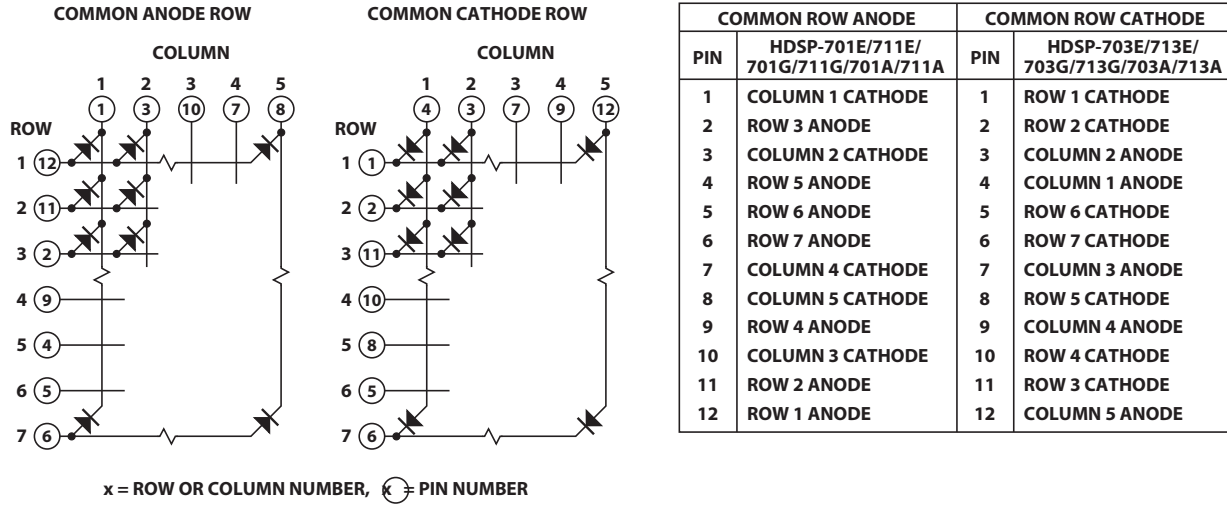 COMMON ANODE ROW
COLUMN
1 2 3 4 5
1 3 10 7 8
ROW
1 12
2 11
3 2
4 9
5 4
6 5
7 6
COMMON CATHODE ROW
COLUMN
1 2 3 4 5
4 3 7 9 12
ROW
1 1
2 2
3 11
4 10
5 8
6 5
7 6
x = ROW OR COLUMN NUMBER, x = PIN NUMBER
COMMON ROW ANODE COMMON ROW CATHODE
PIN HDSP-701E/711E/ 701G/711G/701A/711A PIN HDSP-703E/713E/ 703G/713G/703A/713A
1 COLUMN 1 CATHODE 1 ROW 1 CATHODE
2 ROW 3 ANODE 2 ROW 2 CATHODE
3 COLUMN 2 CATHODE 3 COLUMN 2 ANODE
4 ROW 5 ANODE 4 COLUMN 1 ANODE
5 ROW 6 ANODE 5 ROW 6 CATHODE
6 ROW 7 ANODE 6 ROW 7 CATHODE
7 COLUMN 4 CATHODE 7 COLUMN 3 ANODE
8 COLUMN 5 CATHODE 8 ROW 5 CATHODE
9 ROW 4 ANODE 9 COLUMN 4 ANODE
10 COLUMN 3 CATHODE 10 ROW 4 CATHODE
11 ROW 2 ANODE 11 ROW 3 CATHODE
12 ROW 1 ANODE 12 COLUMN 5 ANODE